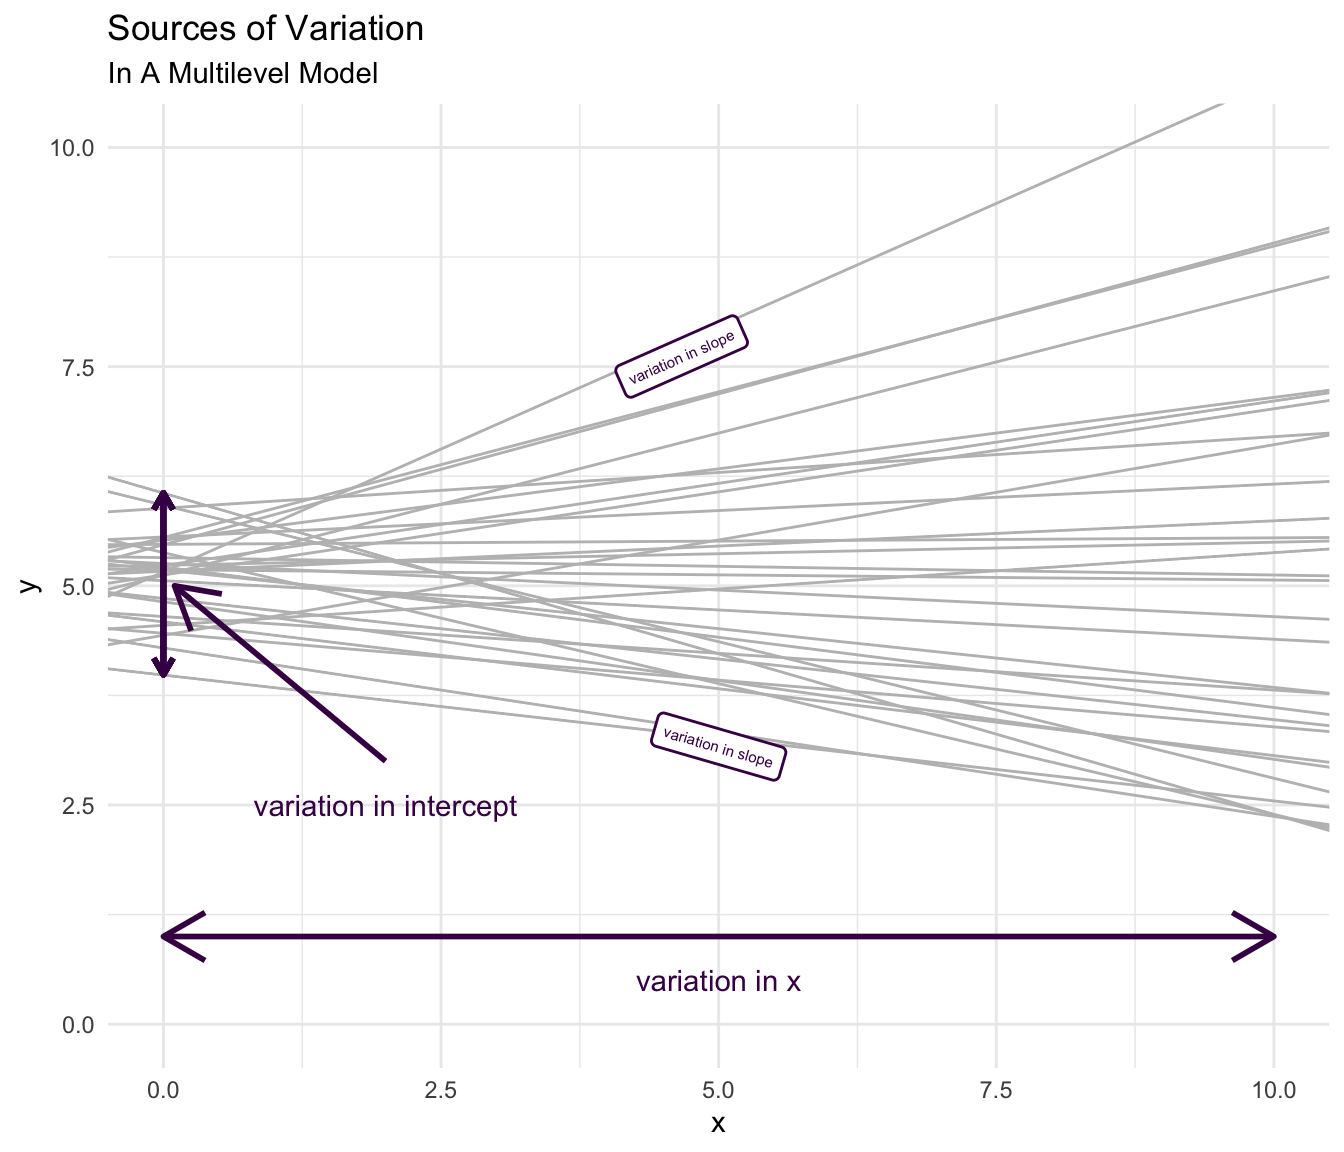 Sources of Variation
In A Multilevel Model
10.0
7.5
5.0
2.5
0.0
y
variation in slope
variation in slope
variation in intercept
variation in x
0.0 2.5 5.0 7.5 10.0
x